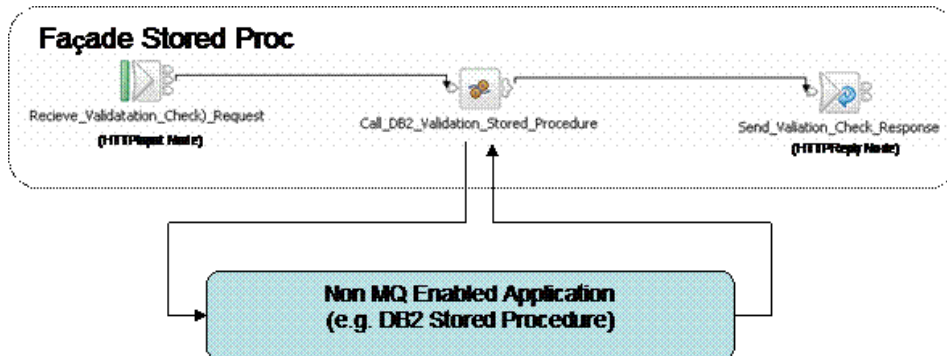 Façade Stored Proc
Recieve_Validatation_Check)_Request
(HTTPInput Node)
Call_DB2_Validation_Stored_Procedure
Send_Valiation_Check_Response
(HTTPReply Node)
Non MQ Enabled Application
(e.g. DB2 Stored Procedure)